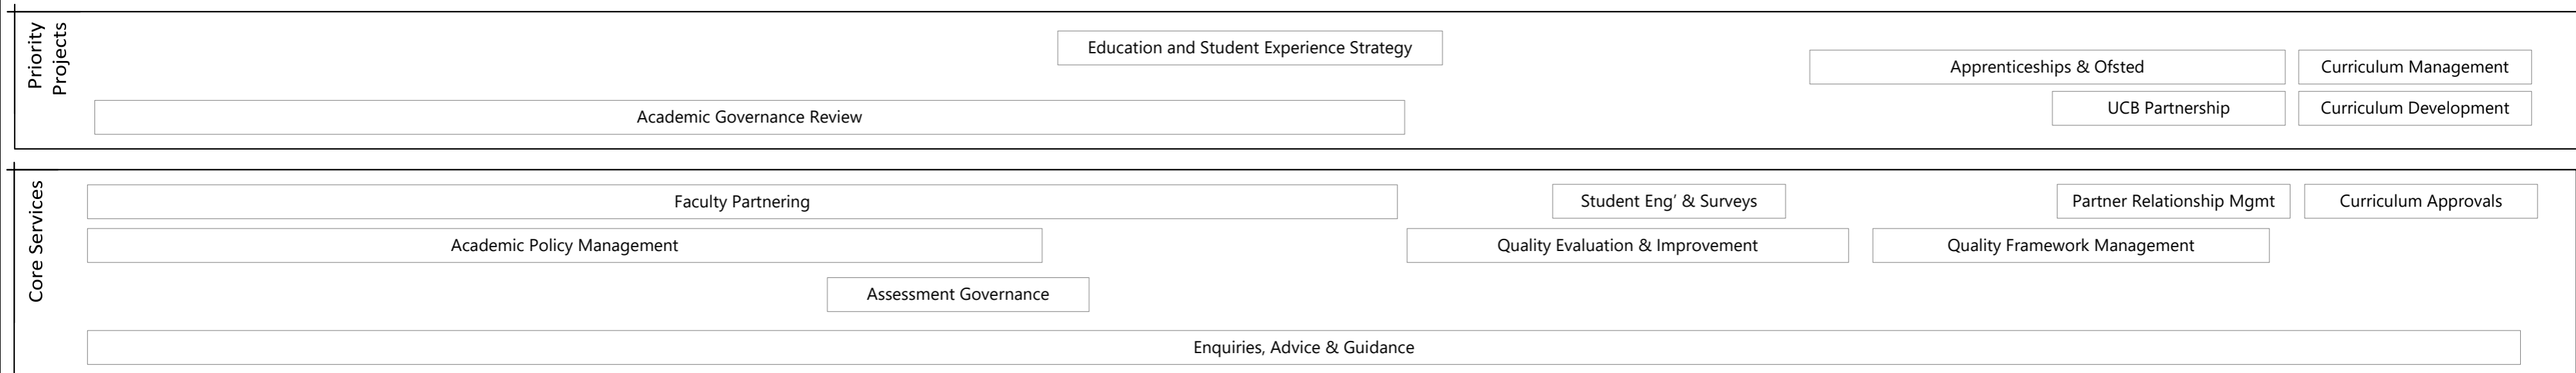 Priority
Projects
Education and Student Experience Strategy
Apprenticeships & Ofsted
Curriculum Management
UCB Partnership
Curriculum Development
Academic Governance Review
Core Services
Faculty Partnering
Student Eng’ & Surveys
Partner Relationship Mgmt
Curriculum Approvals
Academic Policy Management
Quality Evaluation & Improvement
Quality Framework Management
Assessment Governance
Enquiries, Advice & Guidance